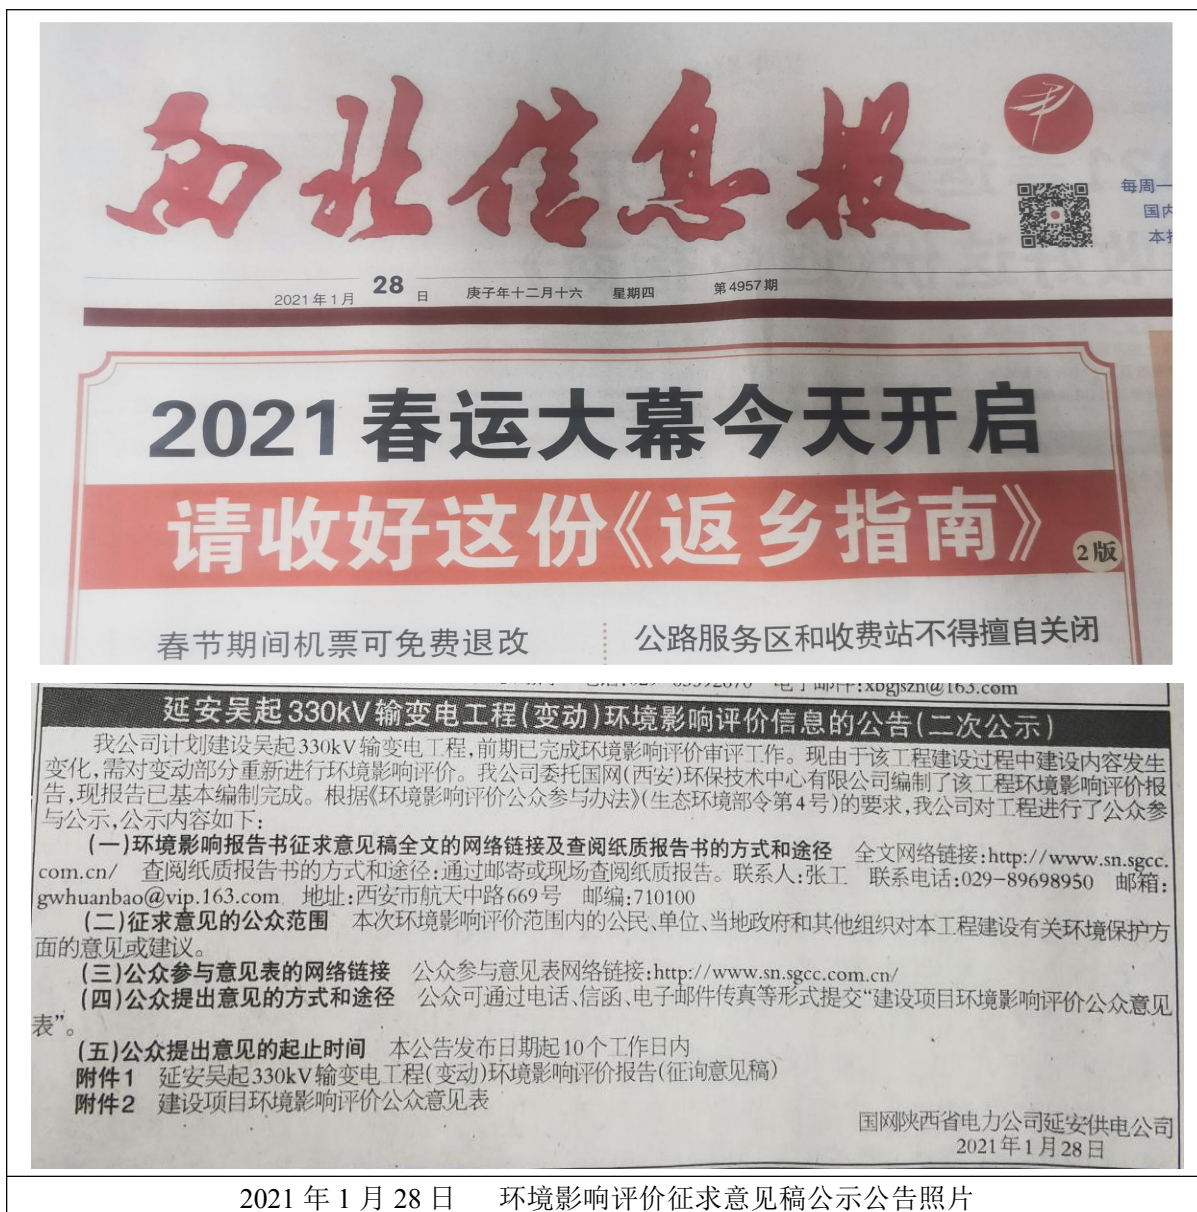 西北信息报
每周一
国内
本报
2021年1月 28 日 庚子年十二月十六 星期四 第4957期
2021春运大幕今天开启
请收好这份《返乡指南》 2版
春节期间机票可免费退改 公路服务区和收费站不得擅自关闭
电子邮件:xbgjszn@163.com
延安吴起330kV输变电工程(变动)环境影响评价信息的公告(二次公示)
我公司计划建设吴起330kV输变电工程,前期已完成环境影响评价审评工作。现由于该工程建设过程中建设内容发生
变化,需对变动部分重新进行环境影响评价。我公司委托国网(西安)环保技术中心有限公司编制了该工程环境影响评价报
告,现报告已基本编制完成。根据《环境影响评价公众参与办法》(生态环境部令第4号)的要求,我公司对工程进行了公众参
与公示,公示内容如下:
(一)环境影响报告书征求意见稿全文的网络链接及查阅纸质报告书的方式和途径 全文网络链接:http://www.sn.sgcc.
com.cn/ 查阅纸质报告书的方式和途径:通过邮寄或现场查阅纸质报告。联系人:张工 联系电话:029-89698950 邮箱:
gwhuanbao@vip.163.com 地址:西安市航天中路669号 邮编:710100
(二)征求意见的公众范围 本次环境影响评价范围内的公民、单位、当地政府和其他组织对本工程建设有关环境保护方
面的意见或建议。
(三)公众参与意见表的网络链接 公众参与意见表网络链接:http://www.sn.sgcc.com.cn/
(四)公众提出意见的方式和途径 公众可通过电话、信函、电子邮件传真等形式提交“建设项目环境影响评价公众意见
表”。
(五)公众提出意见的起止时间 本公告发布日期起10个工作日内
附件1 延安吴起330kV输变电工程(变动)环境影响评价报告(征询意见稿)
附件2 建设项目环境影响评价公众意见表
国网陕西省电力公司延安供电公司
2021年1月28日
2021 年 1 月 28 日 环境影响评价征求意见稿公示公告照片